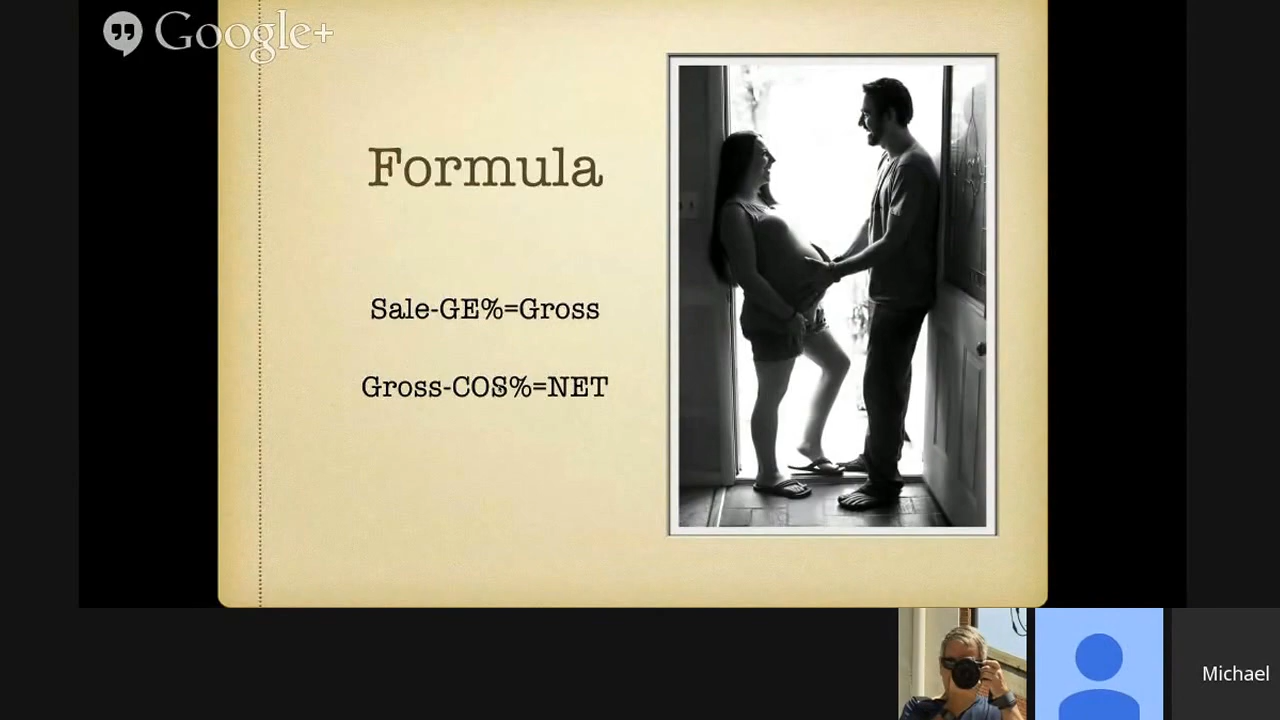 Google+
Formula
Sale-GE%=Gross
Gross-COS%=NET
Michael